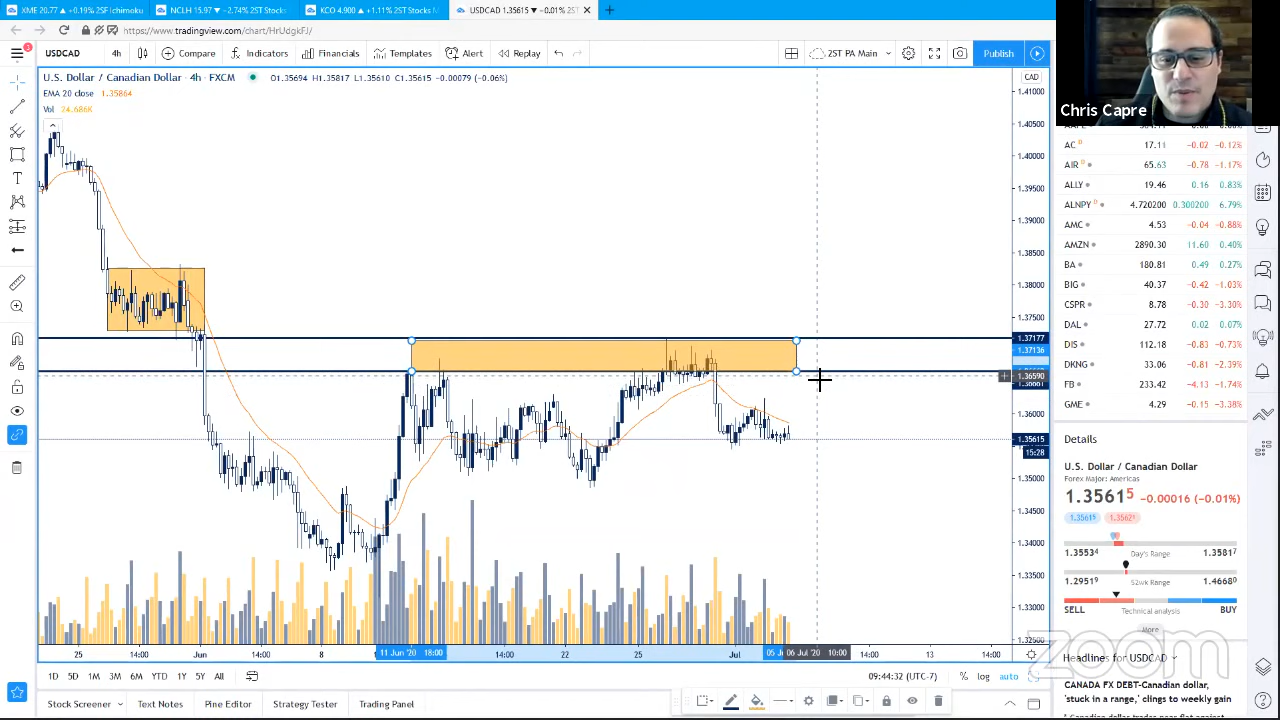 XME 20.77 ▲ +0.19% 2SF Ichimoku
NCLH 15.97 ▼ −2.74% 2ST Stocks
KCO 4.900 ▲ +1.11% 2ST Stocks M
USDCAD 1.35615 ▼ −0.01% 2ST
https://www.tradingview.com/chart/HrUdgkFJ/
USDCAD
4h
Compare
Indicators
Financials
Templates
Alert
Replay
2ST PA Main
Publish
U.S. Dollar / Canadian Dollar · 4h · FXCM
O1.35694 H1.35817 L1.35610 C1.35615 −0.00079 (−0.06%)
EMA 20 close 1.35864
Vol 24.686K
CAD
1.41000
1.40500
1.40000
1.39500
1.39000
1.38500
1.38000
1.37500
1.37177
1.37136
1.36590
1.36661
1.36000
1.35615
15:28
1.35000
1.34500
1.34000
1.33500
1.33000
1.32500
25
14:00
Jun
8
11 Jun '20 18:00
14:00
22
25
Jul
05 J
06 Jul '20 10:00
14:00
13
14:00
1D 5D 1M 3M 6M YTD 1Y 5Y All
09:44:32 (UTC-7)
% log auto
Stock Screener
Text Notes
Pine Editor
Strategy Tester
Trading Panel
Chris Capre
AC D 17.11 −0.02 −0.12%
AIR 65.63 −0.78 −1.17%
ALLY 19.46 0.16 0.83%
ALNPY D 4.720200 0.300200 6.79%
AMC 4.53 −0.04 −0.88%
AMZN 2890.30 11.60 0.40%
BA 180.81 0.49 0.27%
BIG 40.37 −0.42 −1.03%
CSPR 8.78 −0.30 −3.30%
DAL 27.72 0.02 0.07%
DIS 112.18 −0.83 −0.73%
DKNG 33.06 −0.81 −2.39%
FB 233.42 −4.13 −1.74%
GME 4.29 −0.15 −3.38%
Details
U.S. Dollar / Canadian Dollar
Forex Major: Americas
1.35615 −0.00016 (−0.01%)
1.35615 1.35621
1.35534 Day's Range 1.35817
1.29519 52wk Range 1.46680
SELL Technical analysis BUY
More
zoom
Headlines for USDCAD
CANADA FX DEBT-Canadian dollar,
'stuck in a range,' clings to weekly gain